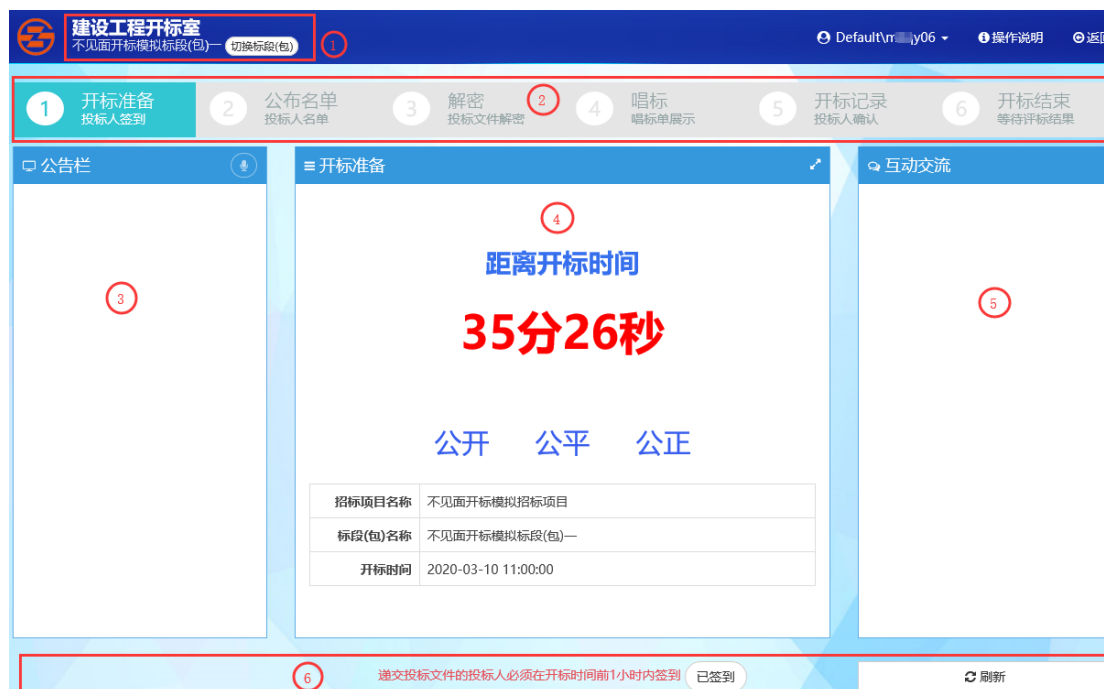 建设工程开标室
不见面开标模拟标段(包)一 切换标段(包) 1
Default\m y06 操作说明 返回
1 开标准备 2 公布名单 3 解密 2 4 唱标 5 开标记录 6 开标结束
投标人签到 投标人名单 投标文件解密 唱标单展示 投标人确认 等待评标结果
公告栏 开标准备 互动交流
4
距离开标时间
3 5
35分26秒
公开 公平 公正
招标项目名称 不见面开标模拟招标项目
标段(包)名称 不见面开标模拟标段(包)一
开标时间 2020-03-10 11:00:00
6 递交投标文件的投标人必须在开标时间前1小时内签到 已签到 刷新